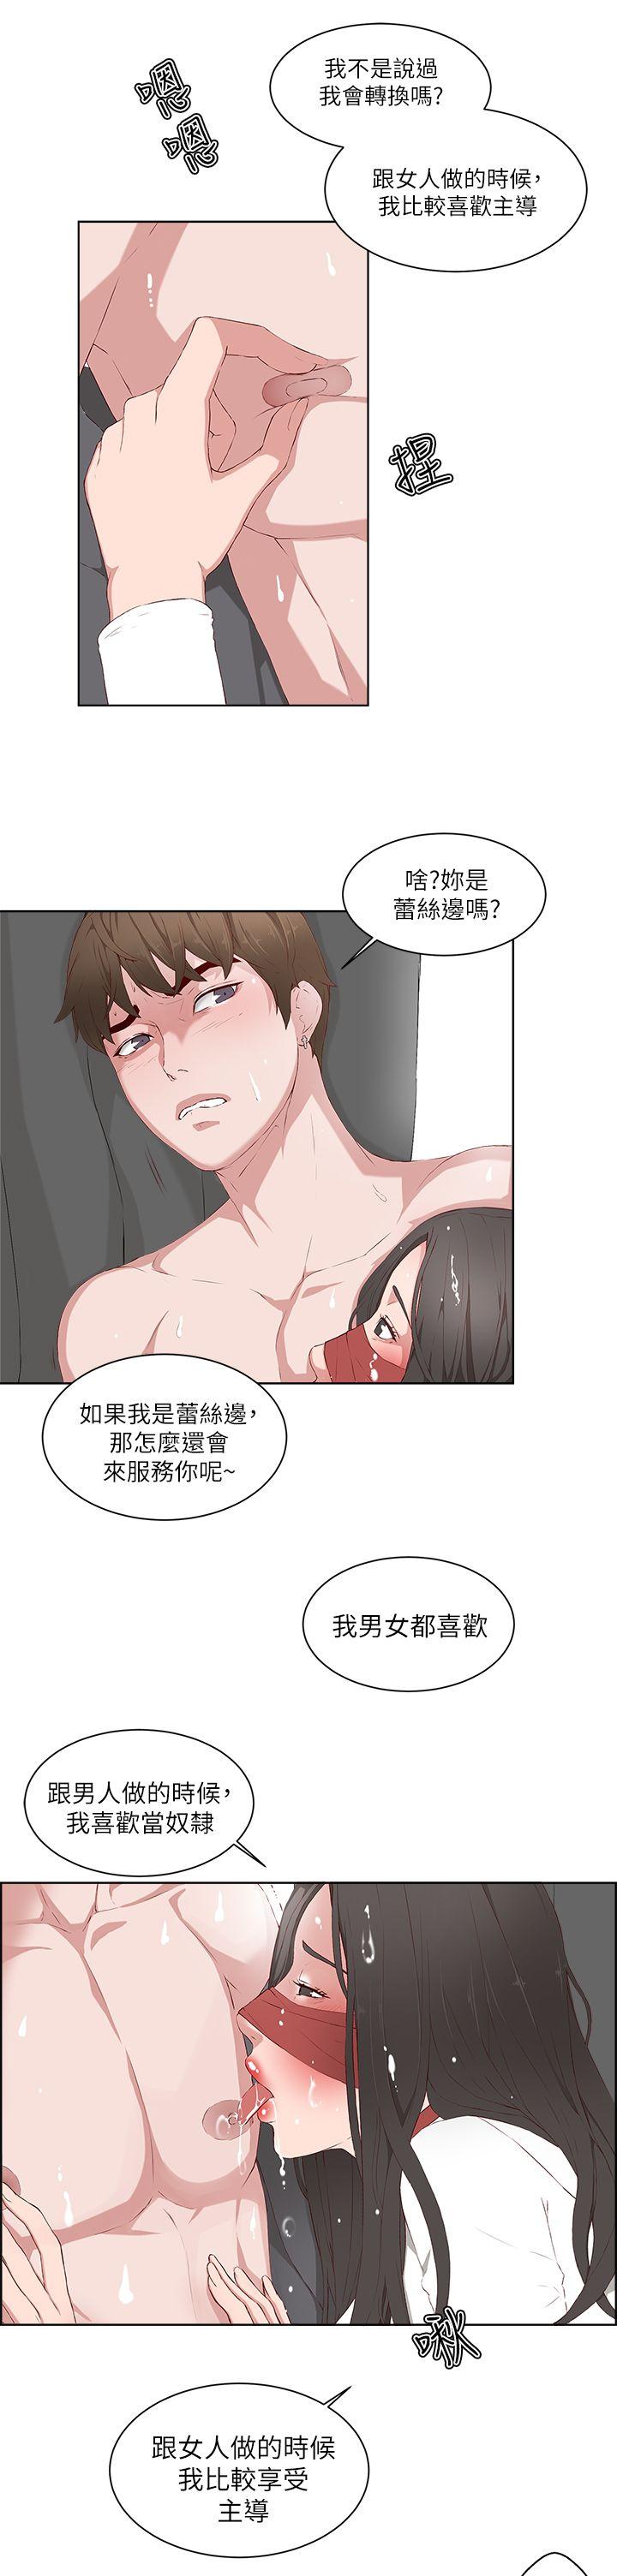 我不是說過
我會轉換嗎?
嗯
嗯
跟女人做的時候，
我比較喜歡主導
捏
啥?妳是
蕾絲邊嗎?
如果我是蕾絲邊，
那怎麼還會
來服務你呢~
我男女都喜歡
跟男人做的時候，
我喜歡當奴隸
啾
跟女人做的時候
我比較享受
主導